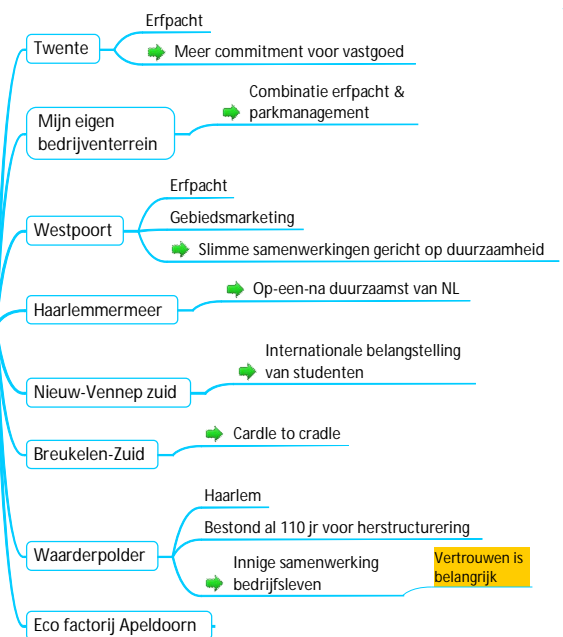 Erfpacht
Twente
Meer commitment voor vastgoed
Combinatie erfpacht &
parkmanagement
Mijn eigen
bedrijventerrein
Erfpacht
Gebiedsmarketing
Westpoort
Slimme samenwerkingen gericht op duurzaamheid
Op-een-na duurzaamst van NL
Haarlemmermeer
Internationale belangstelling
van studenten
Nieuw-Vennep zuid
Cardle to cradle
Breukelen-Zuid
Haarlem
Bestond al 110 jr voor herstructurering
Waarderpolder
Innige samenwerking
bedrijfsleven
Vertrouwen is
belangrijk
Eco factorij Apeldoorn